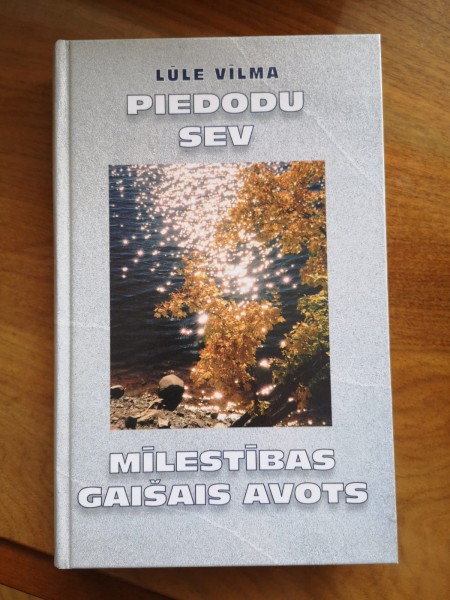 LŪLE VĪLMA
PIEDODU
SEV
MĪLESTĪBAS
GAIŠAIS AVOTS